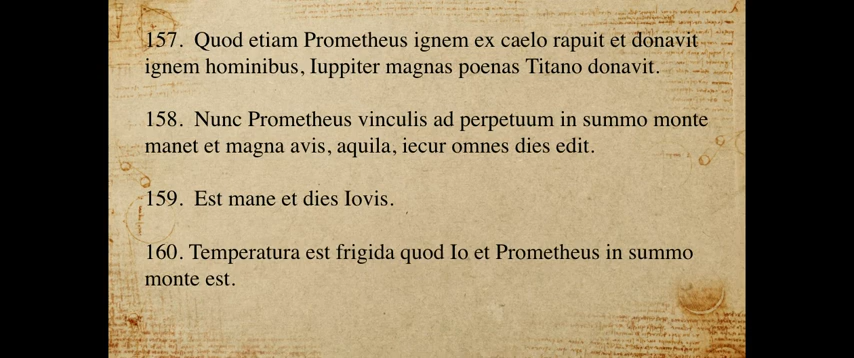 157. Quod etiam Prometheus ignem ex caelo rapuit et donavit
ignem hominibus, Iuppiter magnas poenas Titano donavit.
158. Nunc Prometheus vinculis ad perpetuum in summo monte
manet et magna avis, aquila, iecur omnes dies edit.
159. Est mane et dies Iovis.
160. Temperatura est frigida quod Io et Prometheus in summo
monte est.